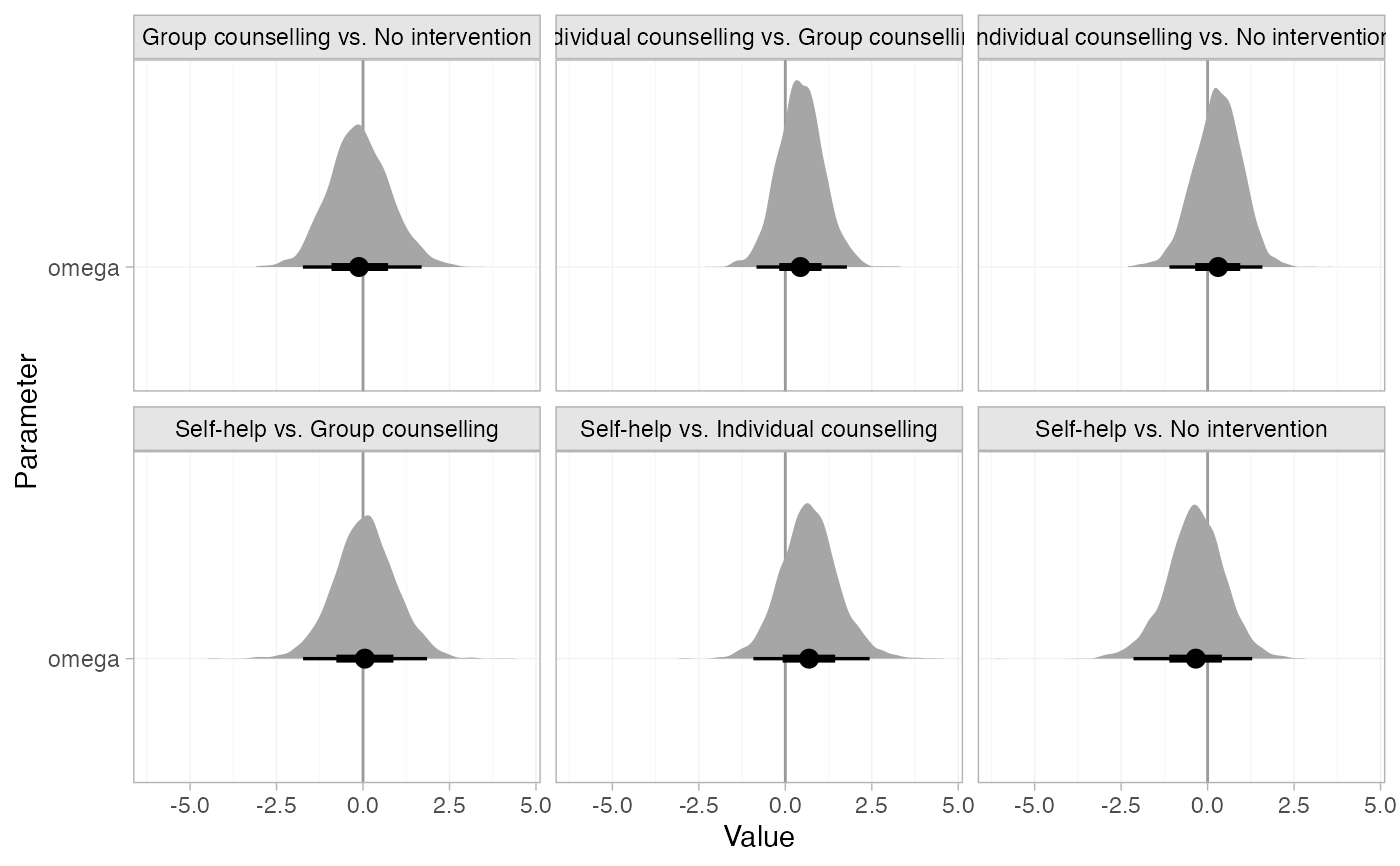 Group counselling vs. No intervention
dividual counselling vs. Group counselli
ndividual counselling vs. No intervention
omega
Self-help vs. Group counselling
Self-help vs. Individual counselling
Self-help vs. No intervention
omega
Parameter
-5.0 -2.5 0.0 2.5 5.0
-5.0 -2.5 0.0 2.5 5.0
-5.0 -2.5 0.0 2.5 5.0
Value